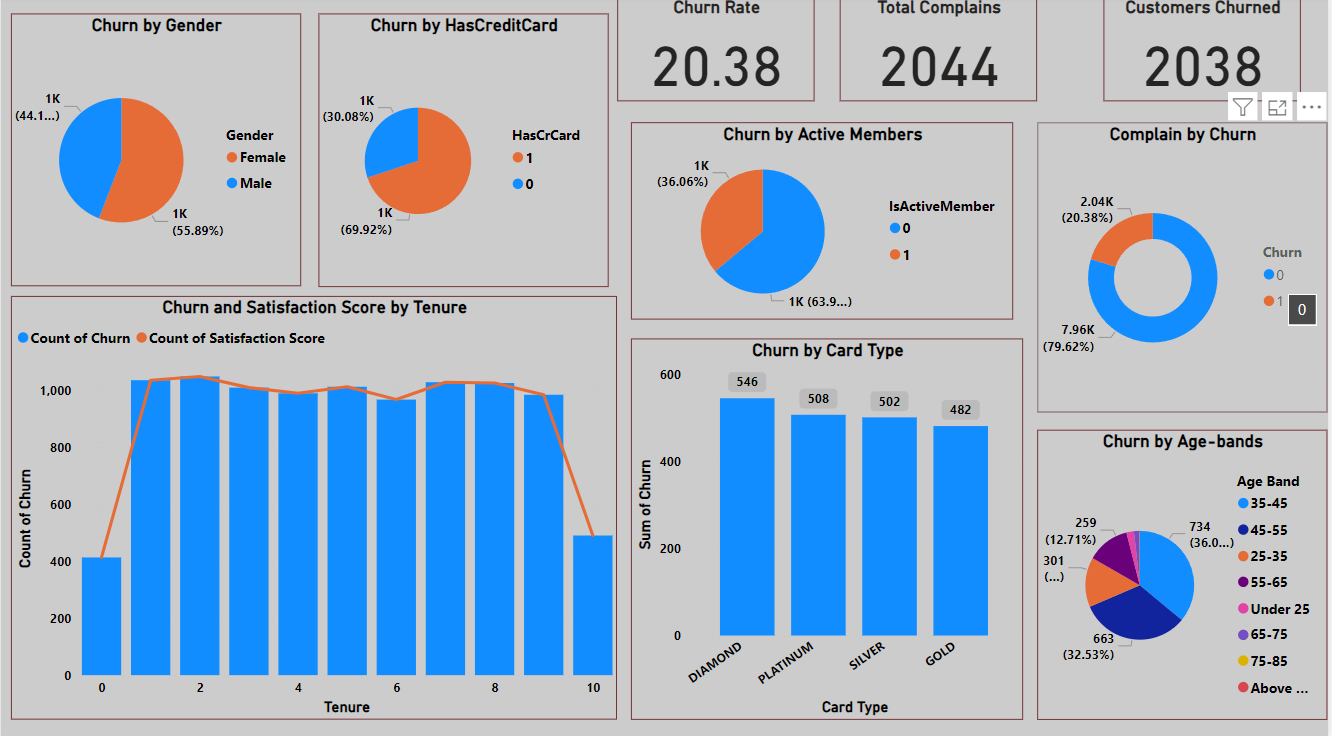 Churn by Gender
1K
(44.1...)
Gender
Female
Male
1K
(55.89%)
Churn by HasCreditCard
1K
(30.08%)
HasCrCard
1
0
1K
(69.92%)
Churn Rate
20.38
Total Complains
2044
Customers Churned
2038
Churn by Active Members
1K
(36.06%)
IsActiveMember
0
1
1K (63.9...)
Complain by Churn
2.04K
(20.38%)
Churn
0
1
0
7.96K
(79.62%)
Churn and Satisfaction Score by Tenure
Count of Churn
Count of Satisfaction Score
Count of Churn
1,000
800
600
400
200
0
0
2
4
6
8
10
Tenure
Churn by Card Type
Sum of Churn
600
400
200
0
546
508
502
482
DIAMOND
PLATINUM
SILVER
GOLD
Card Type
Churn by Age-bands
259
(12.71%)
301
(...)
663
(32.53%)
734
(36.0...)
Age Band
35-45
45-55
25-35
55-65
Under 25
65-75
75-85
Above ...